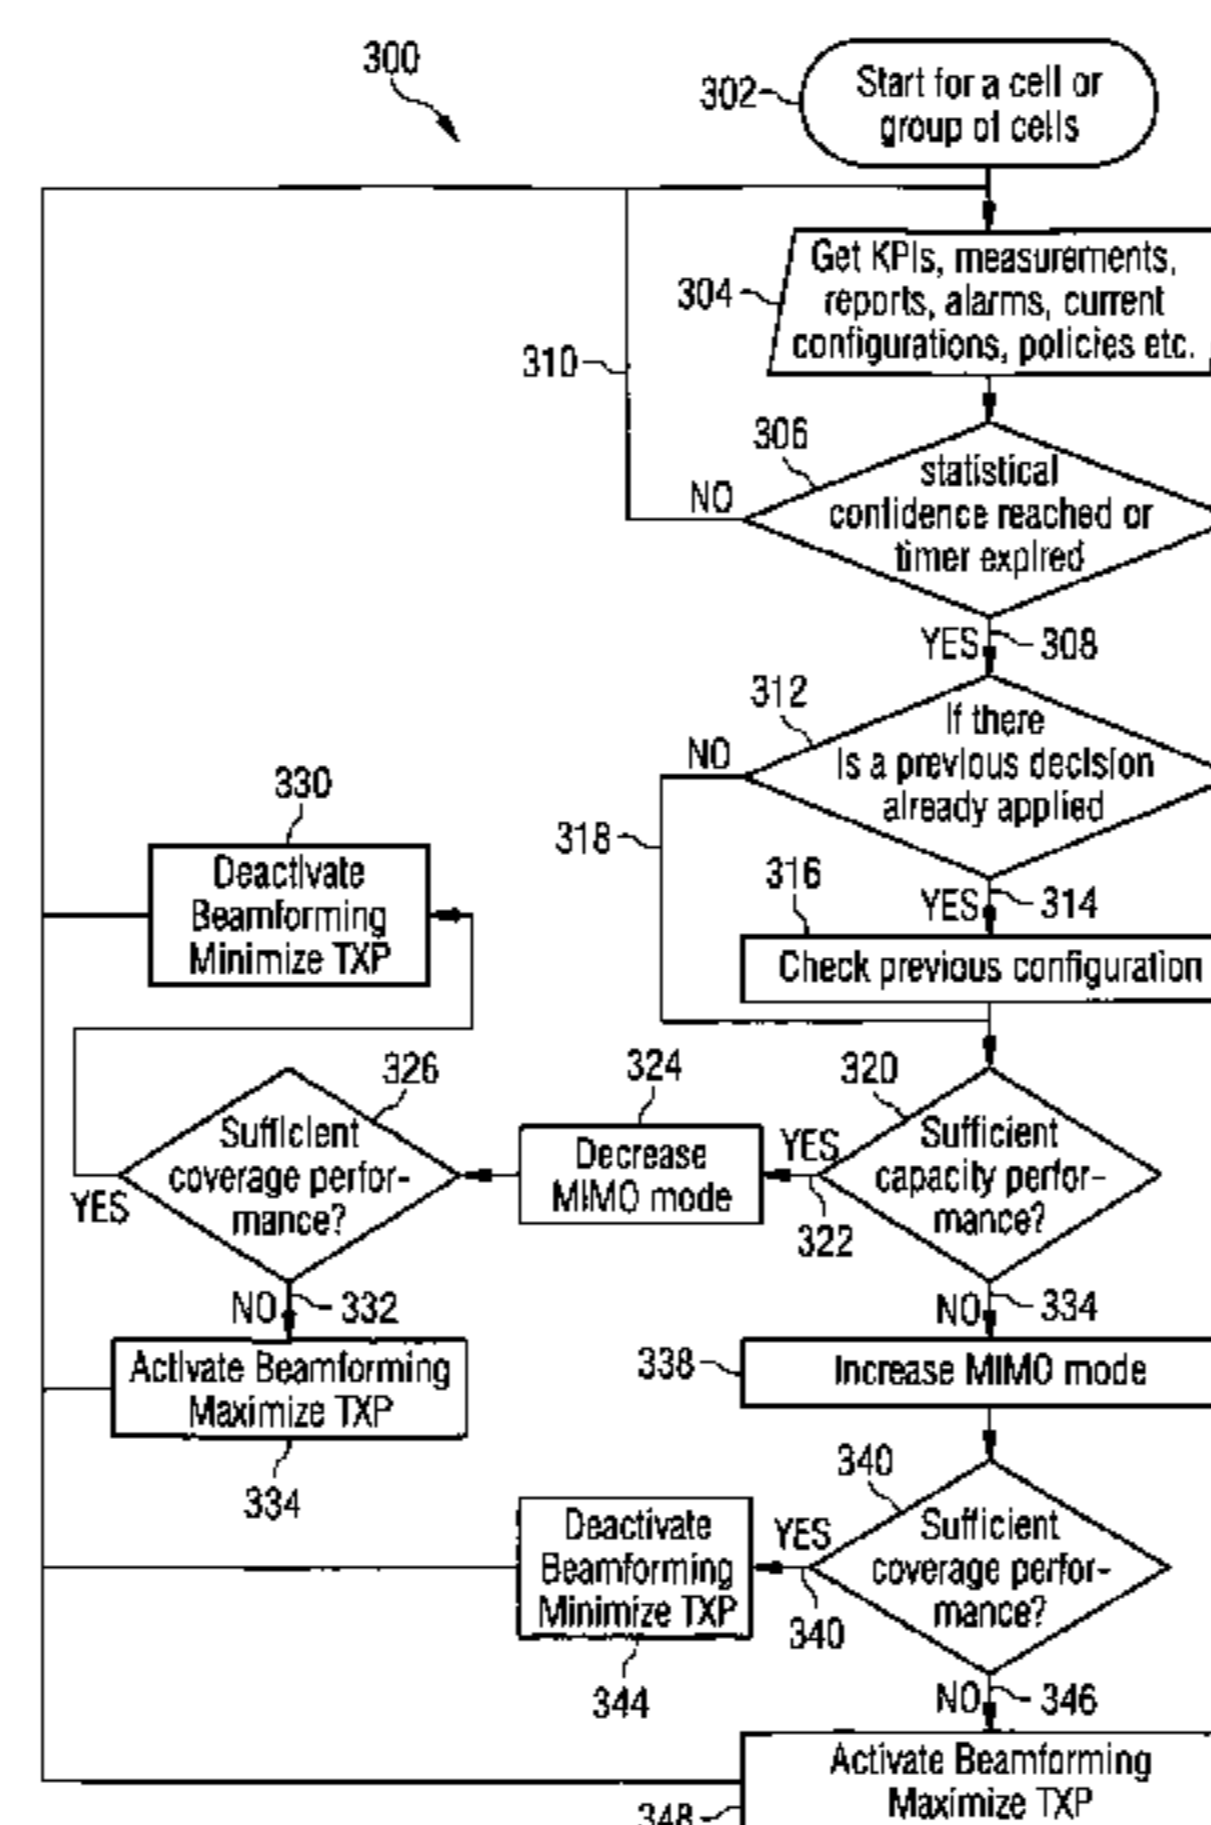 300
302
Start for a cell or
group of cells
304
Get KPIs, measurements,
reports, alarms, current
configurations, policies etc.
310
306
statistical
confidence reached or
timer expired
NO
YES
308
312
If there
is a previous decision
already applied
NO
318
YES
314
316
Check previous configuration
330
Deactivate
Beamforming
Minimize TXP
326
Sufficient
coverage perfor-
mance?
YES
324
Decrease
MIMO mode
320
YES
322
Sufficient
capacity perfor-
mance?
NO
332
NO
334
Activate Beamforming
Maximize TXP
334
338
Increase MIMO mode
340
Sufficient
coverage perfor-
mance?
YES
340
Deactivate
Beamforming
Minimize TXP
344
NO
346
Activate Beamforming
Maximize TXP
348